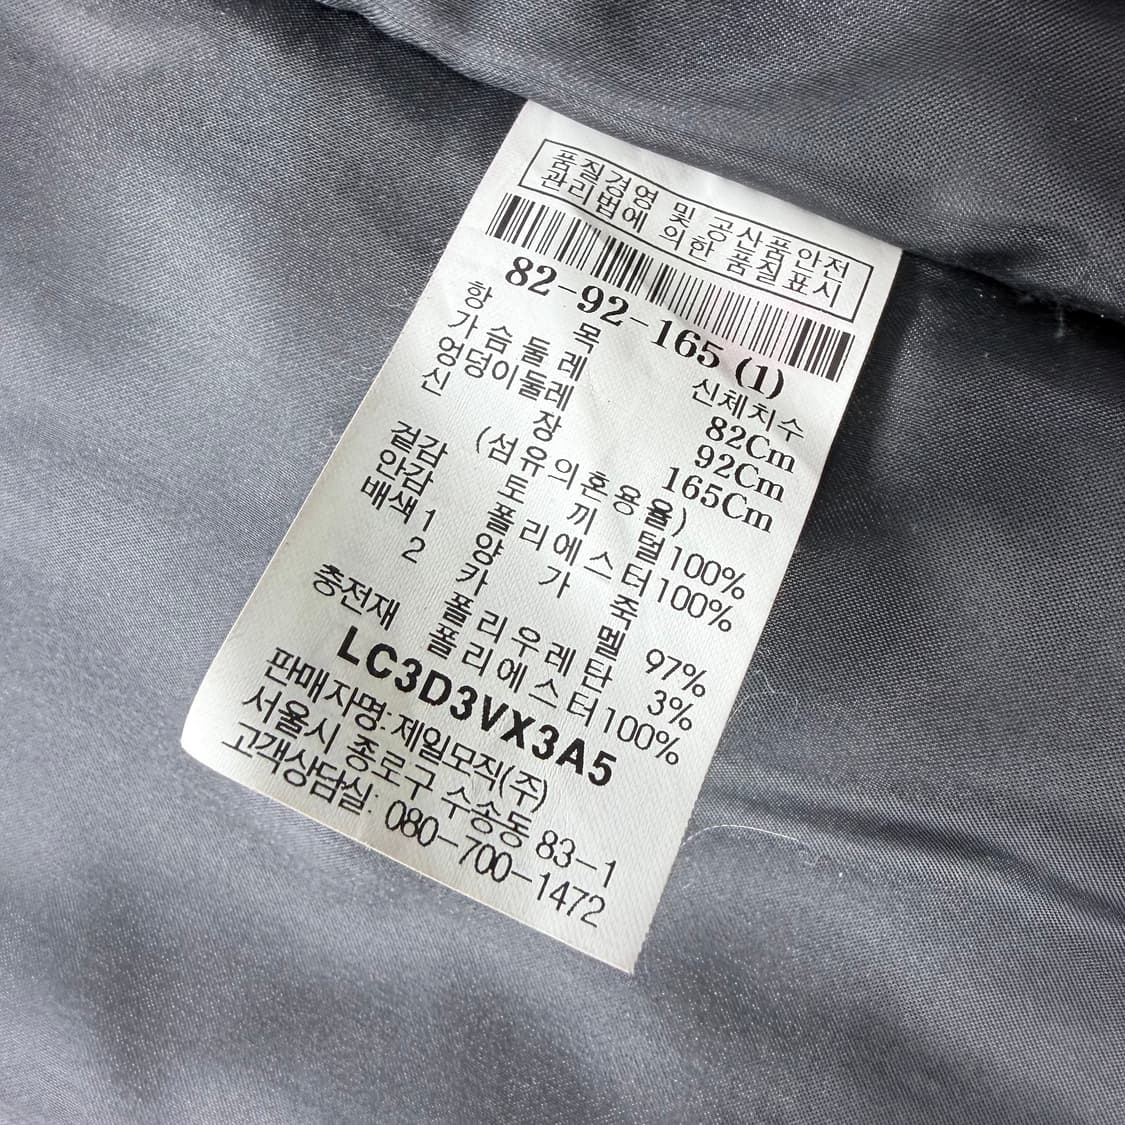 품질경영 및 공산품안전
관리법에 의한 품질표시
82-92-165 (1)
항 목 신체치수
가슴둘레 82Cm
엉덩이둘레 92Cm
신 장 165Cm
(섬유의혼용율)
겉감 토 끼 털100%
안감 폴리에스터100%
배색1 양 가 죽
2 카 멜 97%
폴리우레탄 3%
충전재 폴리에스터100%
LC3D3VX3A5
판매자명:제일모직(주)
서울시 종로구 수송동 83-1
고객상담실: 080-700-1472